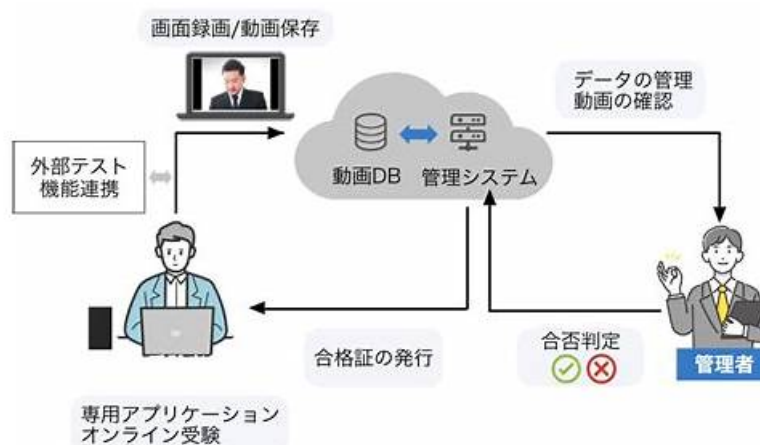 画面録画/動画保存
データの管理
動画の確認
外部テスト
機能連携
動画DB
管理システム
合格証の発行
合否判定
管理者
専用アプリケーション
オンライン受験